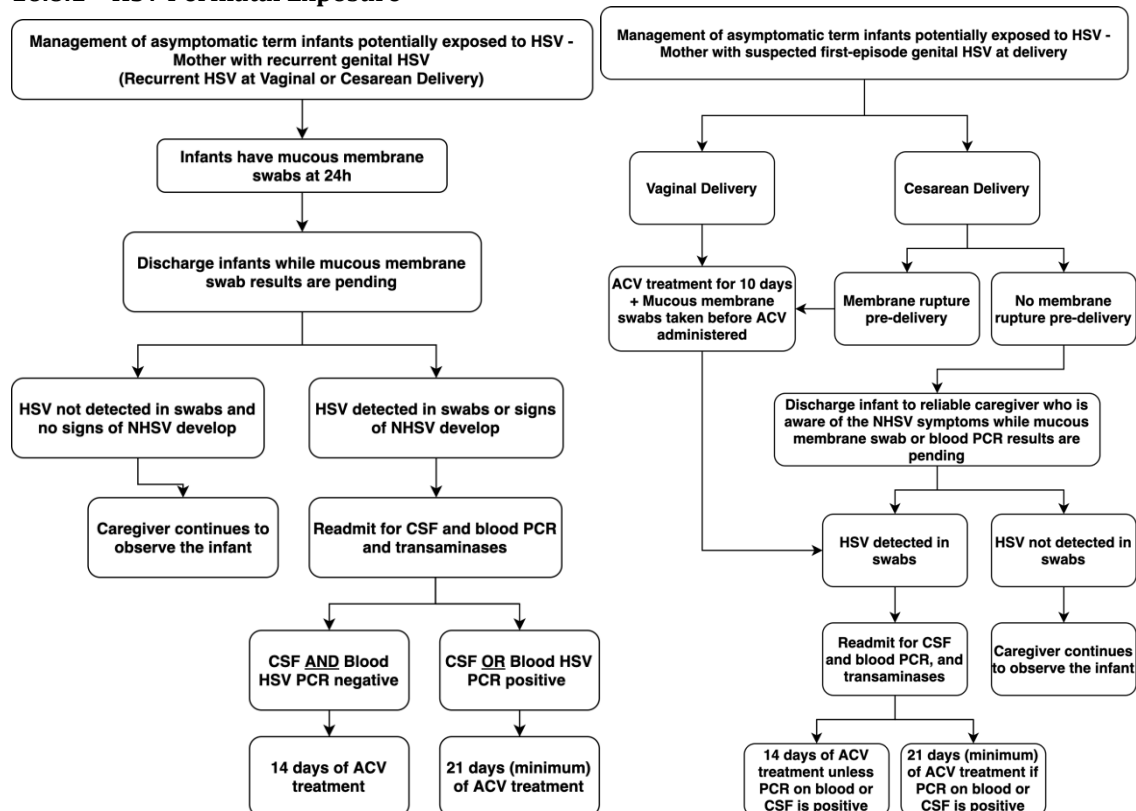 HSV Perinatal Exposure
Management of asymptomatic term infants potentially exposed to HSV -
Mother with recurrent genital HSV
(Recurrent HSV at Vaginal or Cesarean Delivery)
Infants have mucous membrane
swabs at 24h
Discharge infants while mucous membrane
swab results are pending
HSV not detected in swabs and
no signs of NHSV develop
HSV detected in swabs or signs
of NHSV develop
Caregiver continues to
observe the infant
Readmit for CSF and blood PCR
and transaminases
CSF AND Blood
HSV PCR negative
CSF OR Blood HSV
PCR positive
14 days of ACV
treatment
21 days (minimum)
of ACV treatment
Management of asymptomatic term infants potentially exposed to HSV -
Mother with suspected first-episode genital HSV at delivery
Vaginal Delivery
Cesarean Delivery
ACV treatment for 10 days
+ Mucous membrane
swabs taken before ACV
administered
Membrane rupture
pre-delivery
No membrane
rupture pre-delivery
Discharge infant to reliable caregiver who is
aware of the NHSV symptoms while mucous
membrane swab or blood PCR results are
pending
HSV detected in
swabs
HSV not detected in
swabs
Readmit for CSF
and blood PCR, and
transaminases
Caregiver continues
to observe the infant
14 days of ACV
treatment unless
PCR on blood or
CSF is positive
21 days (minimum)
of ACV treatment if
PCR on blood or
CSF is positive